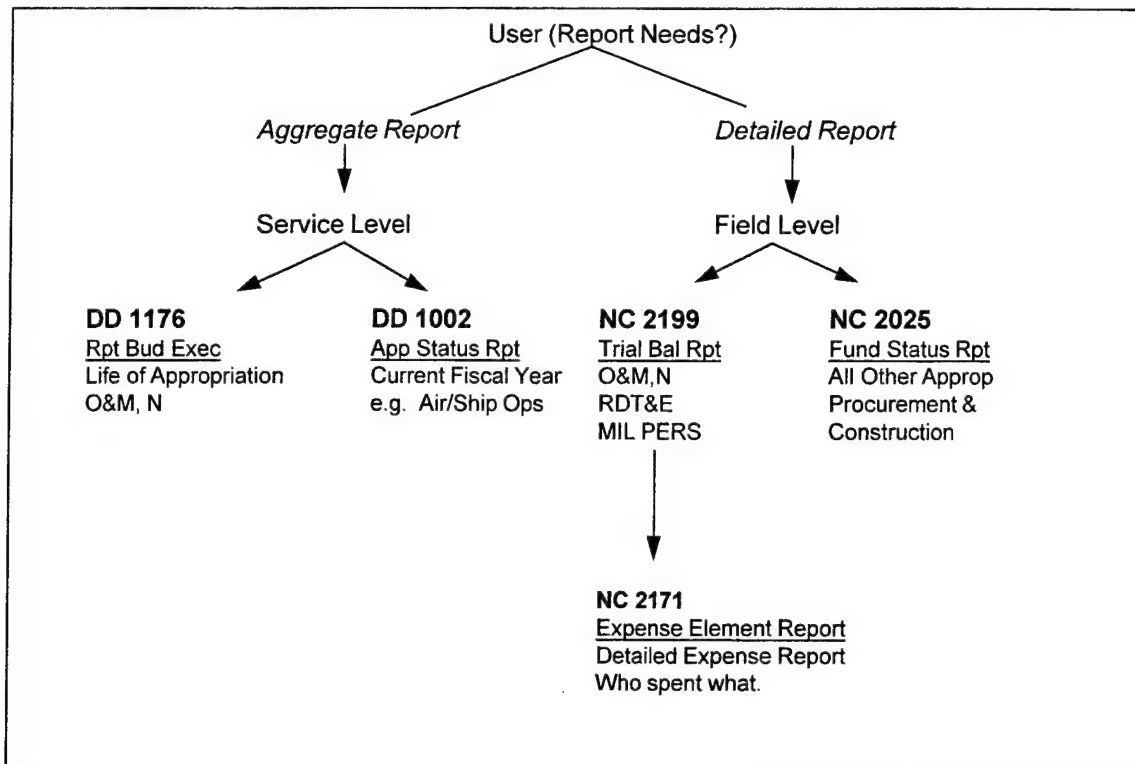 User (Report Needs?)
Aggregate Report
Detailed Report
Service Level
Field Level
DD 1176
Rpt Bud Exec
Life of Appropriation
O&M, N
DD 1002
App Status Rpt
Current Fiscal Year
e.g. Air/Ship Ops
NC 2199
Trial Bal Rpt
O&M,N
RDT&E
MIL PERS
NC 2025
Fund Status Rpt
All Other Approp
Procurement &
Construction
NC 2171
Expense Element Report
Detailed Expense Report
Who spent what.